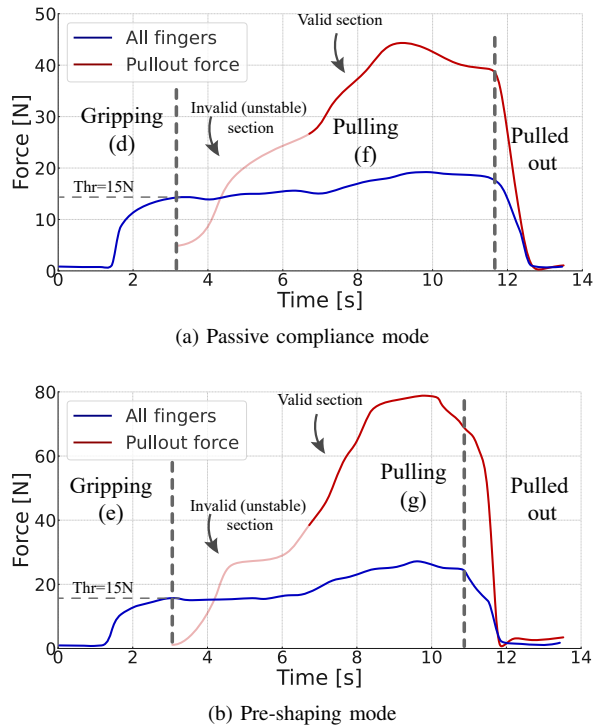 50
40
30
20
10
0
Force [N]
All fingers
Pullout force
Valid section
Invalid (unstable)
section
Gripping
(d)
Pulling
(f)
Pulled
out
Thr=15N
2
4
6
8
10
12
14
Time [s]
(a) Passive compliance mode
80
60
40
20
0
Force [N]
All fingers
Pullout force
Valid section
Gripping
(e)
Pulling
(g)
Pulled
out
Invalid (unstable)
section
Thr=15N
0
2
4
6
8
10
12
14
Time [s]
(b) Pre-shaping mode